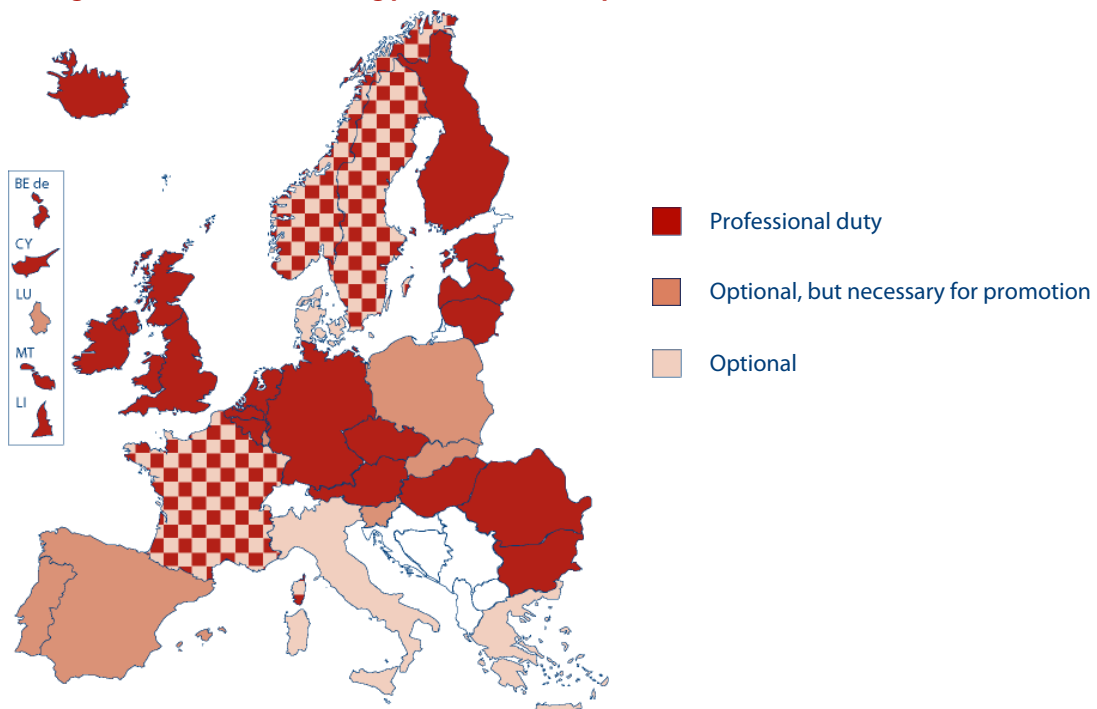 BE de
CY
LU
MT
LI
Professional duty
Optional, but necessary for promotion
Optional